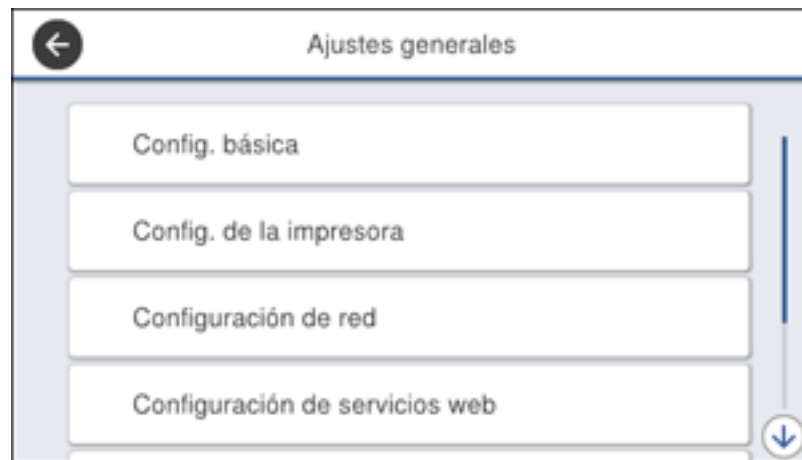 Ajustes generales
Config. básica
Config. de la impresora
Configuración de red
Configuración de servicios web